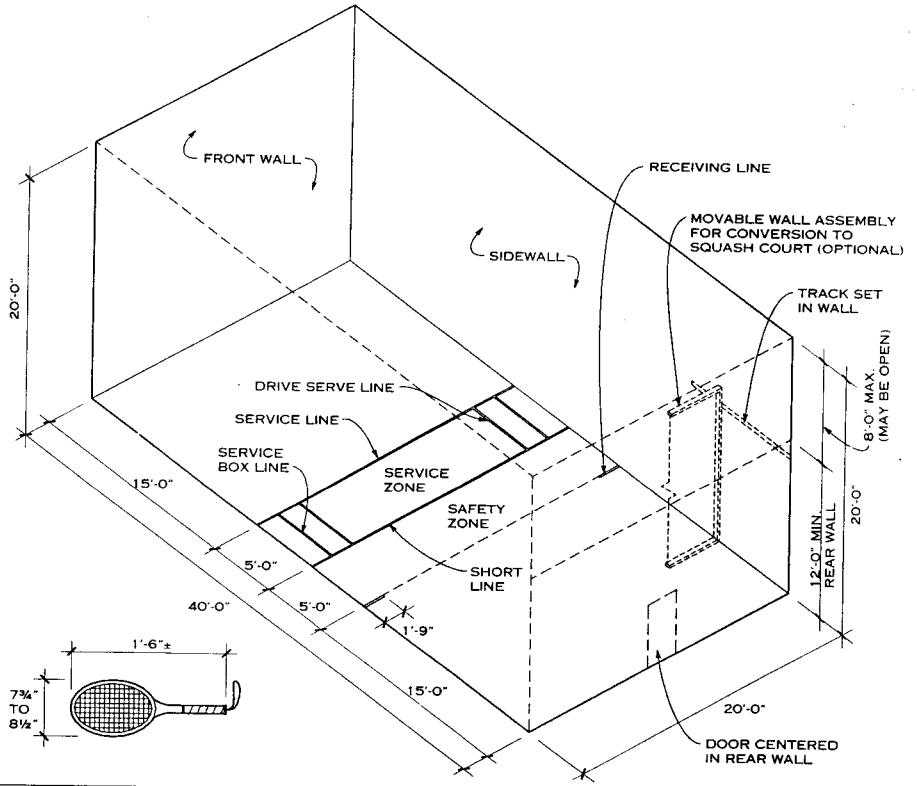 FRONT WALL
RECEIVING LINE
MOVABLE WALL ASSEMBLY
FOR CONVERSION TO
SQUASH COURT (OPTIONAL)
SIDEWALL
TRACK SET
IN WALL
20'-0"
DRIVE SERVE LINE
SERVICE LINE
SERVICE
BOX LINE
SERVICE
ZONE
SAFETY
ZONE
SHORT
LINE
8'-0" MAX.
(MAY BE OPEN)
20'-0"
12'-0" MIN
REAR WALL
15'-0"
5'-0"
40'-0"
5'-0"
1'-9"
15'-0"
20'-0"
DOOR CENTERED
IN REAR WALL
1'-6"±
7¾"
TO
8½"